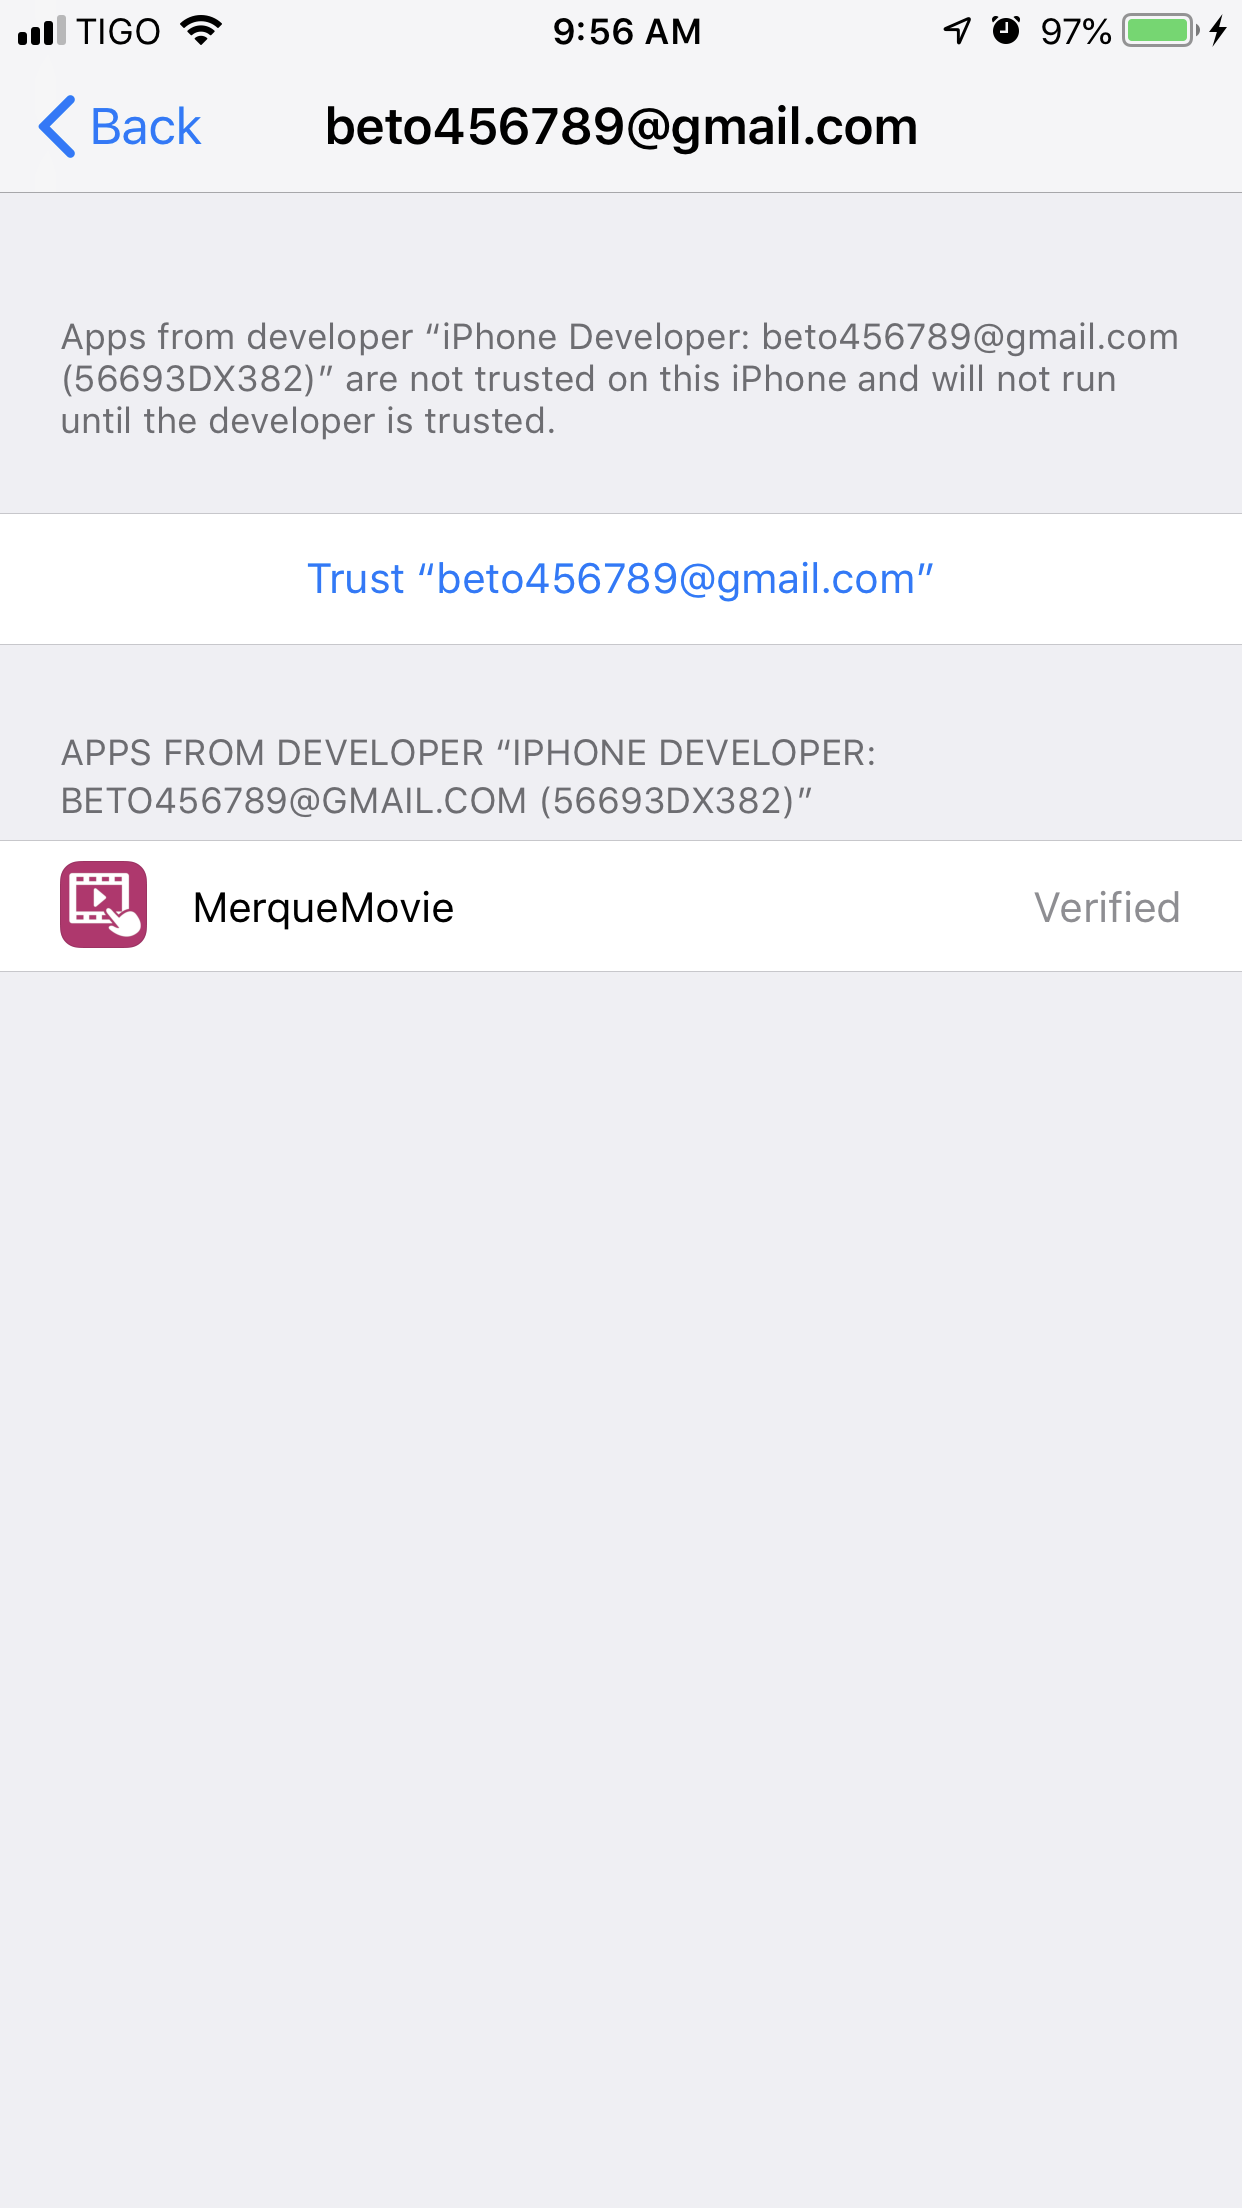 TIGO 9:56 AM 97%
Back beto456789@gmail.com
Apps from developer “iPhone Developer: beto456789@gmail.com
(56693DX382)” are not trusted on this iPhone and will not run
until the developer is trusted.
Trust “beto456789@gmail.com”
APPS FROM DEVELOPER “IPHONE DEVELOPER:
BETO456789@GMAIL.COM (56693DX382)”
MerqueMovie Verified